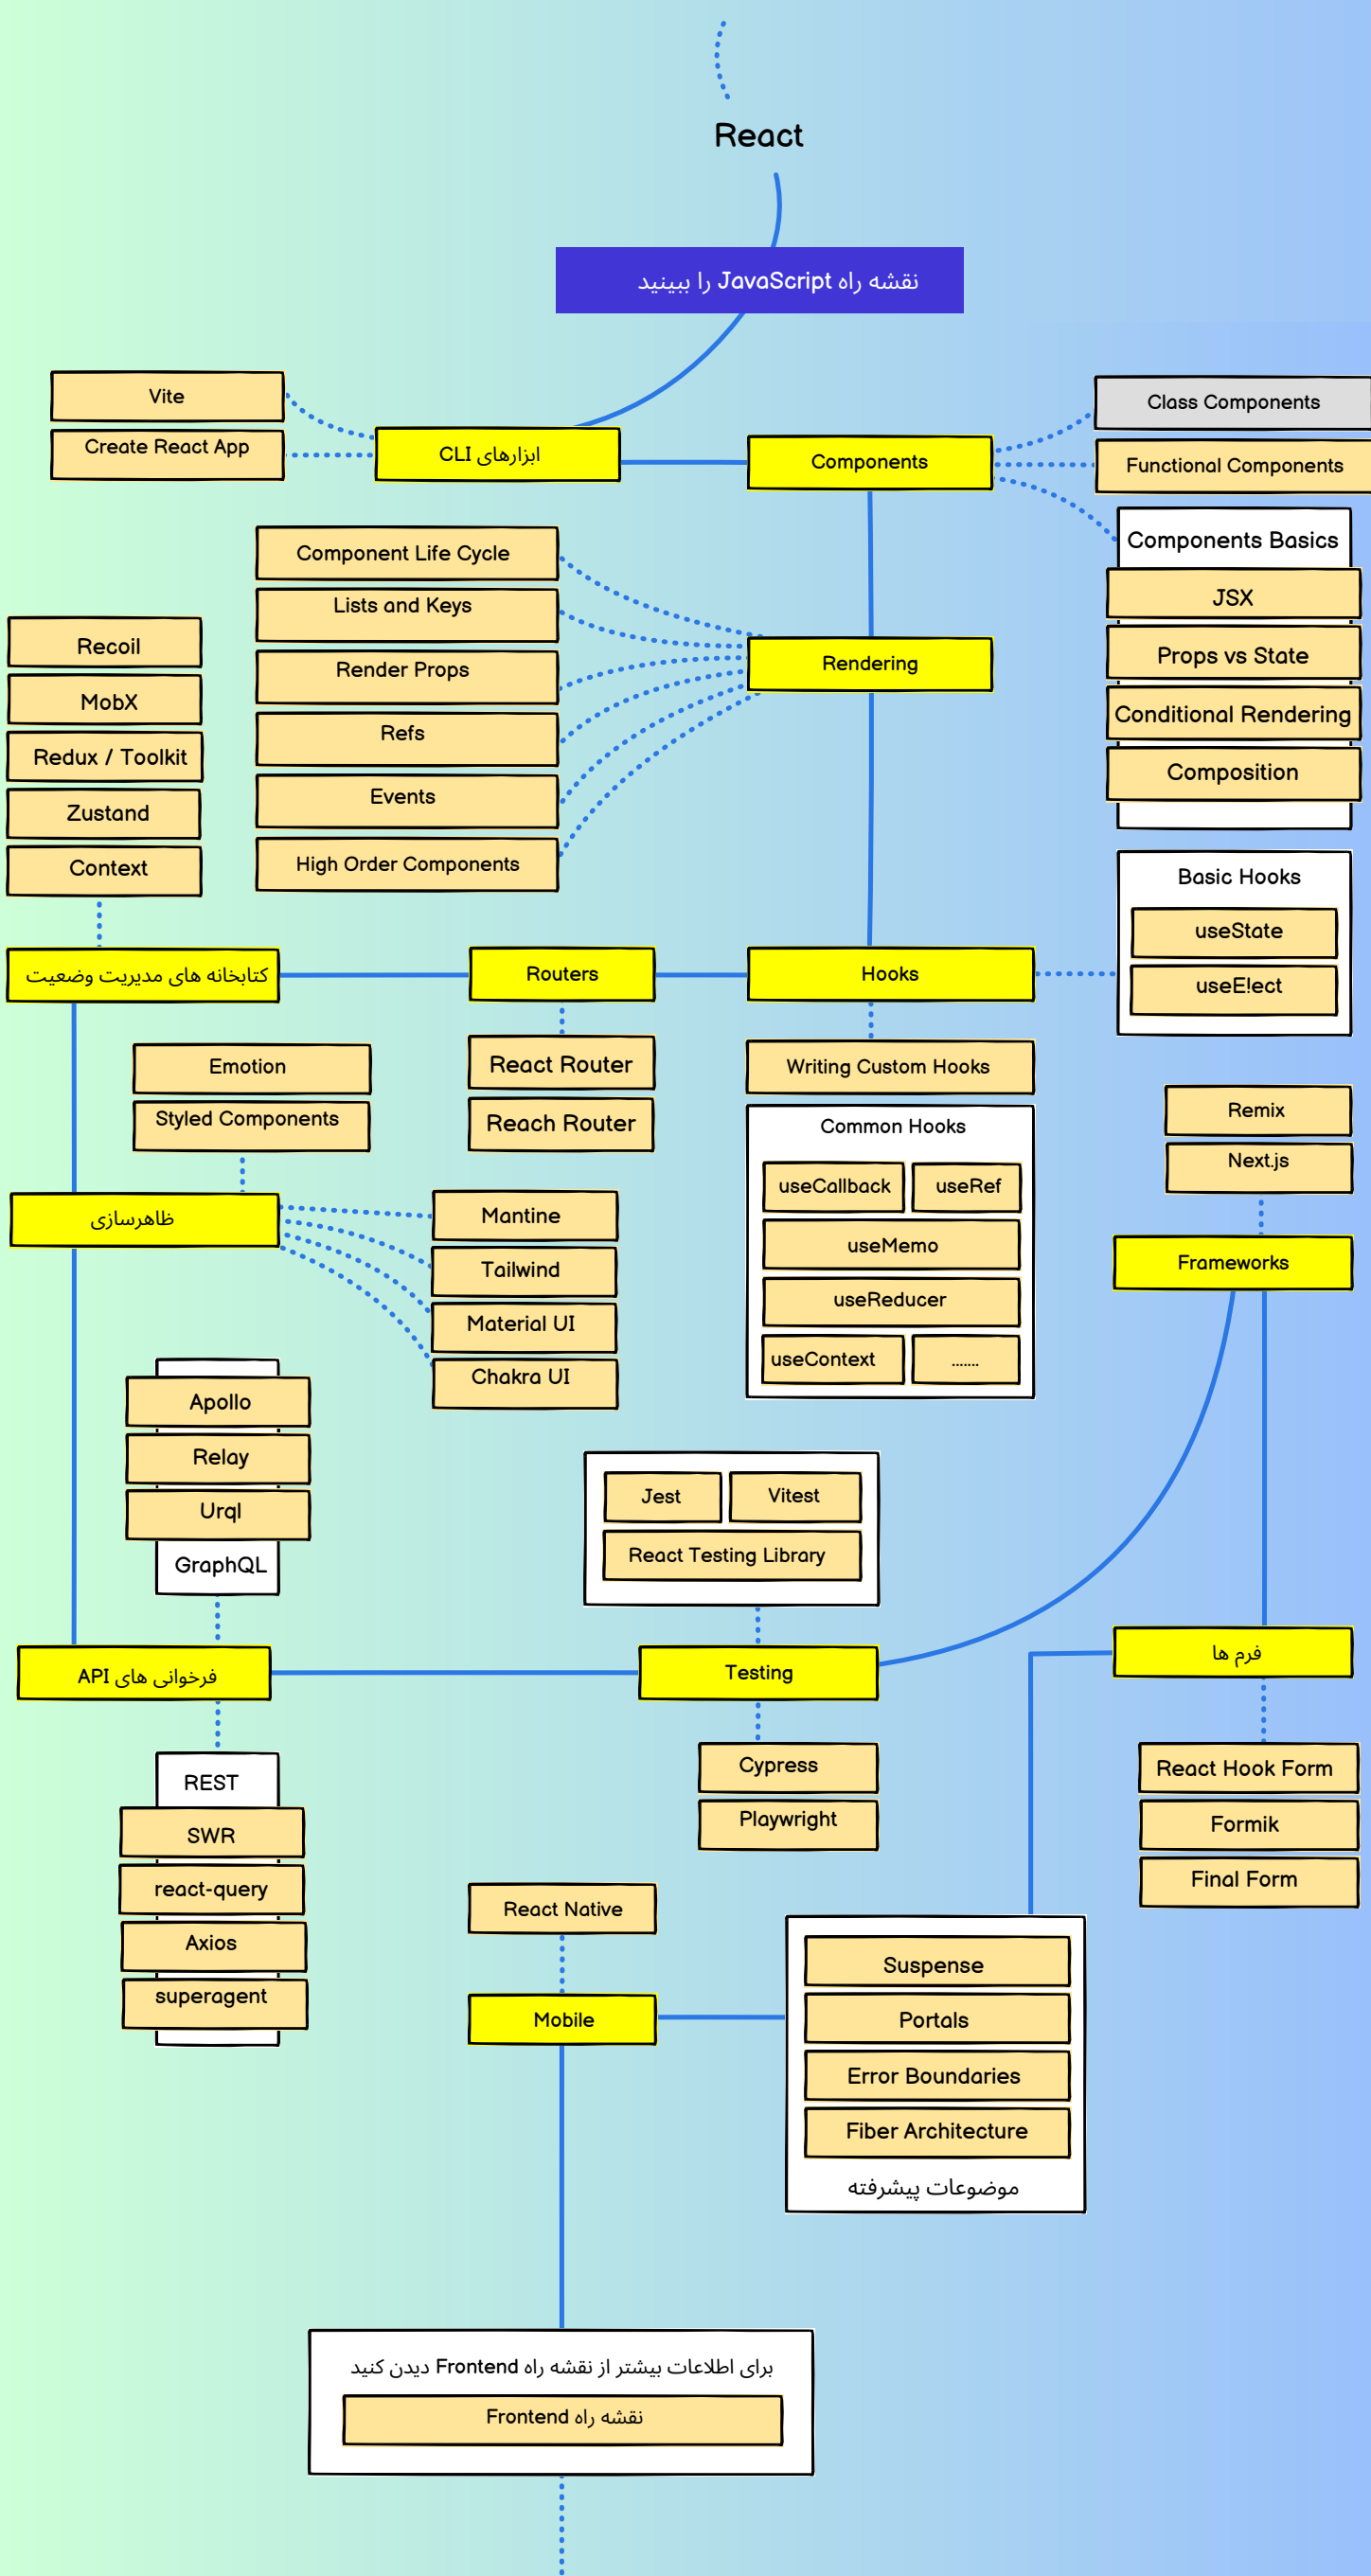 React
نقشه راه JavaScript را ببینید
Vite
Create React App
ابزارهای CLI
Components
Class Components
Functional Components
Components Basics
JSX
Props vs State
Conditional Rendering
Composition
Component Life Cycle
Lists and Keys
Render Props
Refs
Events
High Order Components
Rendering
Recoil
MobX
Redux / Toolkit
Zustand
Context
کتابخانه های مدیریت وضعیت
Routers
Hooks
Basic Hooks
useState
useE!ect
React Router
Reach Router
Writing Custom Hooks
Common Hooks
useCallback
useRef
useMemo
useReducer
useContext
.......
Emotion
Styled Components
ظاهرسازی
Mantine
Tailwind
Material UI
Chakra UI
Remix
Next.js
Frameworks
Apollo
Relay
Urql
GraphQL
Jest
Vitest
React Testing Library
فرخوانی های API
Testing
فرم ها
REST
SWR
react-query
Axios
superagent
Cypress
Playwright
React Hook Form
Formik
Final Form
React Native
Mobile
Suspense
Portals
Error Boundaries
Fiber Architecture
موضوعات پیشرفته
برای اطلاعات بیشتر از نقشه راه Frontend دیدن کنید
نقشه راه Frontend